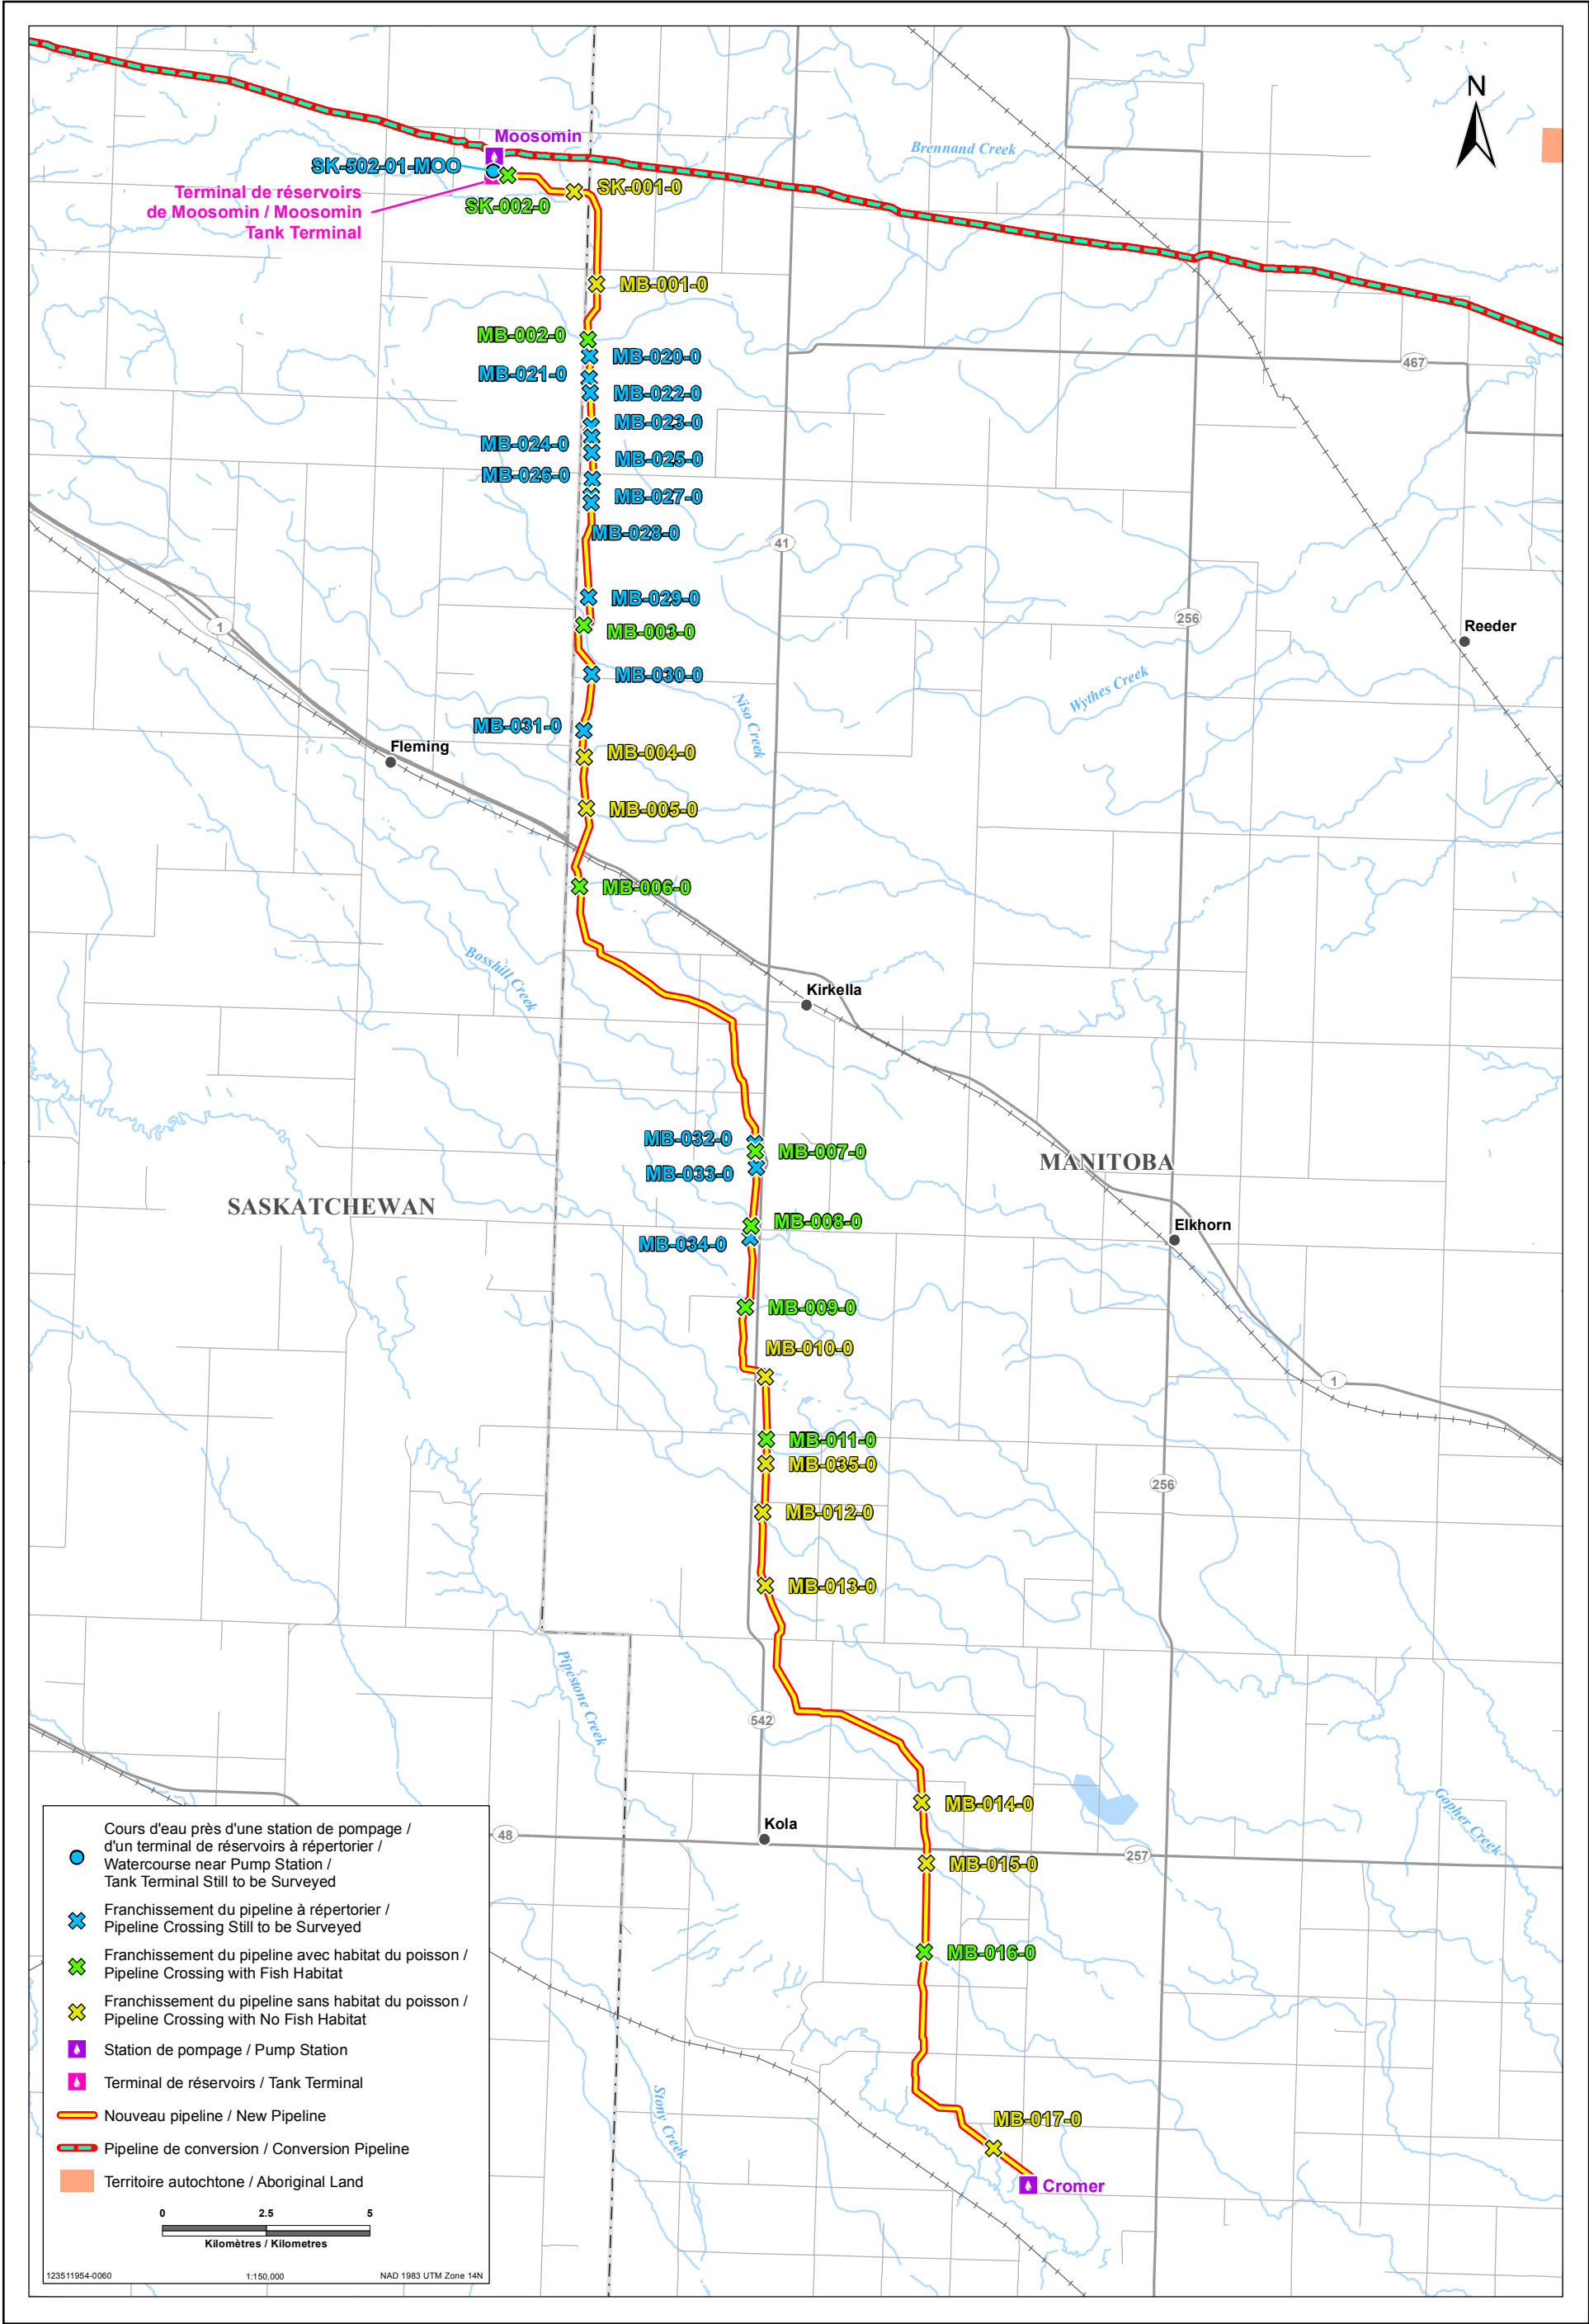 N
Moosomin
Brennand Creek
SK-502-01-MOO
Terminal de réservoirs
de Moosomin / Moosomin
Tank Terminal
SK-001-0
SK-002-0
MB-001-0
MB-002-0
MB-020-0
467
MB-021-0
MB-022-0
MB-023-0
MB-024-0
MB-025-0
MB-026-0
MB-027-0
MB-028-0
41
MB-029-0
256
1
MB-003-0
Reeder
MB-030-0
Niso Creek
Wythes Creek
MB-031-0
Fleming
MB-004-0
MB-005-0
MB-006-0
Bosshill Creek
Kirkella
MB-032-0
MB-007-0
MANITOBA
MB-033-0
SASKATCHEWAN
MB-008-0
Elkhorn
MB-034-0
MB-009-0
MB-010-0
1
MB-011-0
MB-035-0
256
MB-012-0
MB-013-0
Pipestone Creek
542
MB-014-0
Gopher Creek
Kola
48
257
MB-015-0
MB-016-0
Stony Creek
MB-017-0
Cromer
Cours d'eau près d'une station de pompage /
d'un terminal de réservoirs à répertorier /
Watercourse near Pump Station /
Tank Terminal Still to be Surveyed
Franchissement du pipeline à répertorier /
Pipeline Crossing Still to be Surveyed
Franchissement du pipeline avec habitat du poisson /
Pipeline Crossing with Fish Habitat
Franchissement du pipeline sans habitat du poisson /
Pipeline Crossing with No Fish Habitat
Station de pompage / Pump Station
Terminal de réservoirs / Tank Terminal
Nouveau pipeline / New Pipeline
Pipeline de conversion / Conversion Pipeline
Territoire autochtone / Aboriginal Land
0 2.5 5
Kilomètres / Kilometres
123511954-0060 1:150,000 NAD 1983 UTM Zone 14N